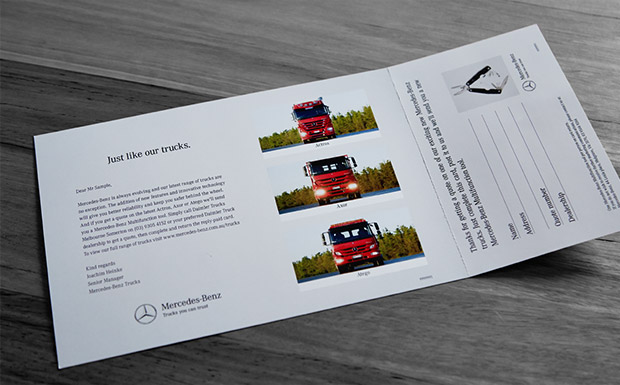 Just like our trucks.
Dear Mr Sample,
Mercedes-Benz is always evolving and our latest range of trucks are
no exception. The addition of new features and innovative technology
will give you better reliability and keep you safer behind the wheel.
And if you get a quote on the latest Actros, Axor or Atego we'll send
you a Mercedes-Benz Multifunction tool. Simply call Daimler Trucks
Melbourne Somerton on (03) 9305 4152 or your preferred Daimler Truck
dealership to get a quote, then complete and return the reply paid card.
To view our full range of trucks visit www.mercedes-benz.com.au/trucks
Kind regards
Joachim
Senior Manager
Mercedes-Benz Trucks
Mercedes-Benz
Trucks you can trust
Actros
Axor
Atego
Mercedes-Benz
Thanks for getting a quote on one of our exciting new Mercedes-Benz
trucks. Just complete this card, post it to us and we'll send you a new
Mercedes-Benz Multifunction tool.
Name
Address
Quote number
Dealership